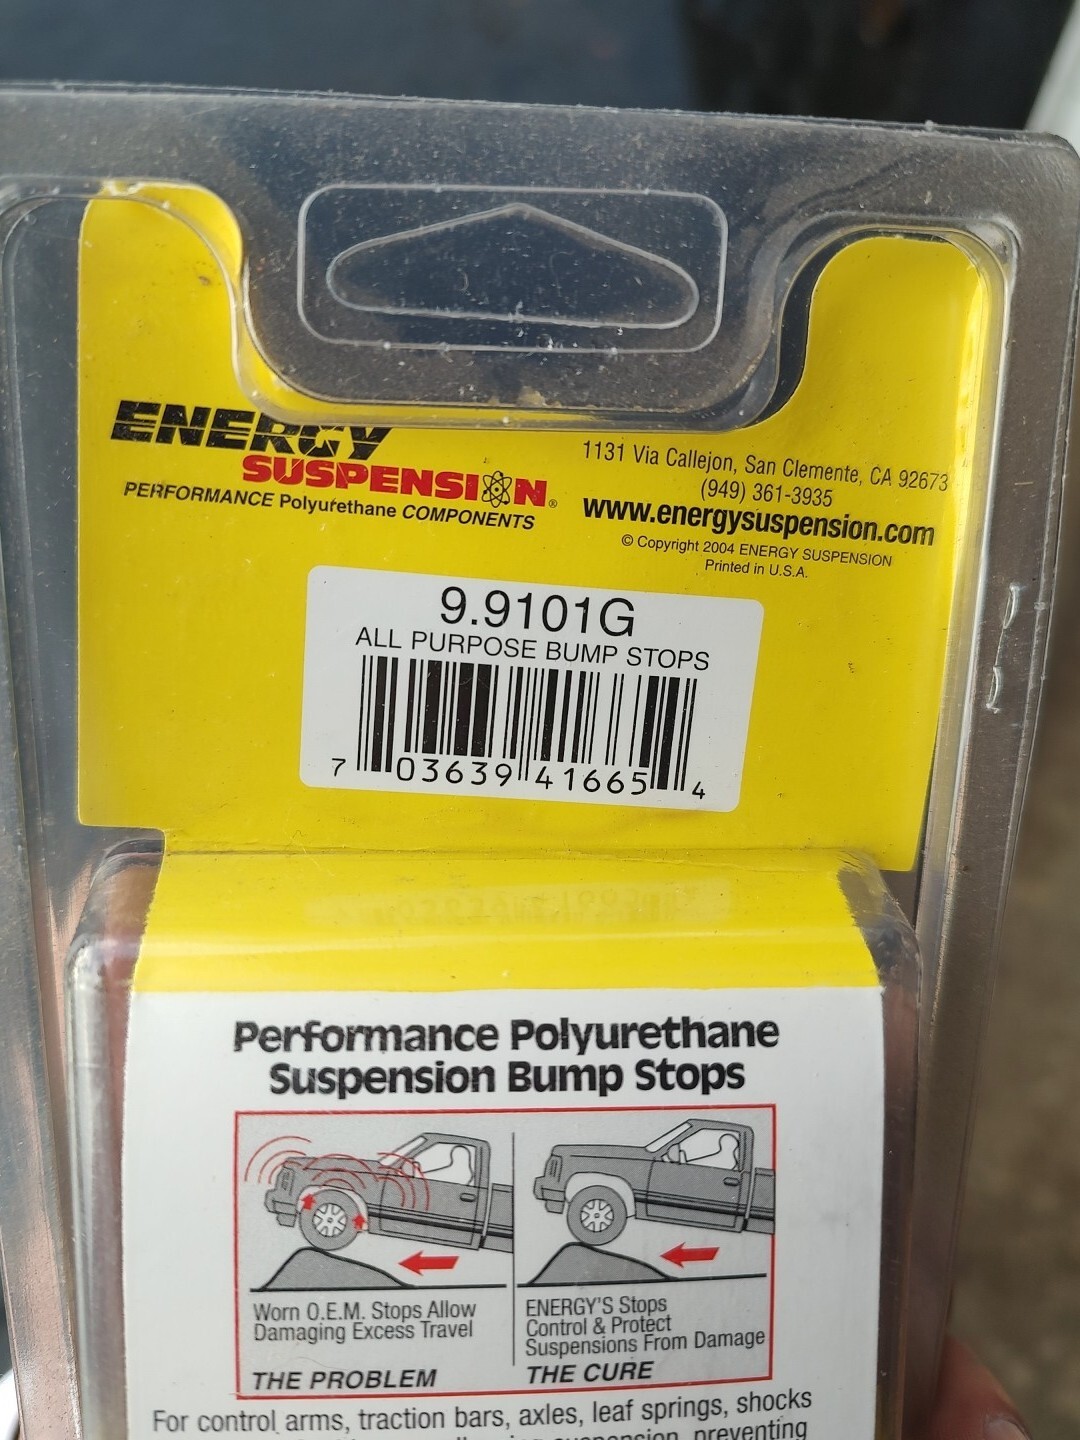 ENERGY
SUSPENSION®
PERFORMANCE Polyurethane COMPONENTS
1131 Via Callejon, San Clemente, CA 92673
(949) 361-3935
www.energysuspension.com
© Copyright 2004 ENERGY SUSPENSION
Printed in U.S.A.
9.9101G
ALL PURPOSE BUMP STOPS
7 03639 41665 4
Performance Polyurethane
Suspension Bump Stops
Worn O.E.M. Stops Allow
Damaging Excess Travel
THE PROBLEM
ENERGY'S Stops
Control & Protect
Suspensions From Damage
THE CURE
For control arms, traction bars, axles, leaf springs, shocks
suspension, preventing